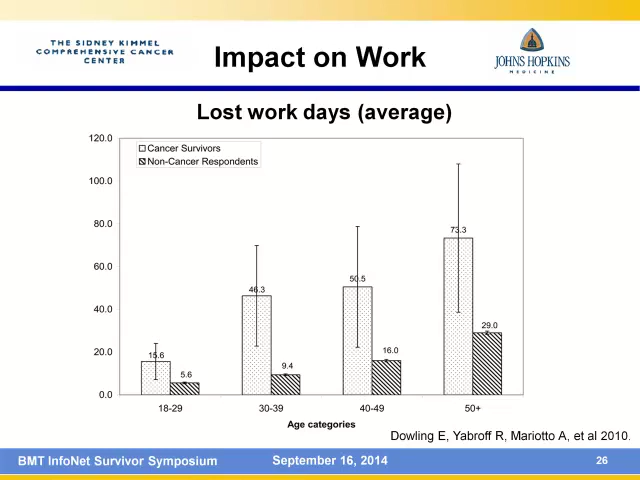 THE SIDNEY KIMMEL
COMPREHENSIVE CANCER
CENTER
Impact on Work
JOHNS HOPKINS
MEDICINE
Lost work days (average)
120.0
100.0
80.0
60.0
40.0
20.0
0.0
Cancer Survivors
Non-Cancer Respondents
15.6
5.6
46.3
9.4
50.5
16.0
73.3
29.0
18-29
30-39
40-49
50+
Age categories
Dowling E, Yabroff R, Mariotto A, et al 2010.
BMT InfoNet Survivor Symposium
September 16, 2014
26